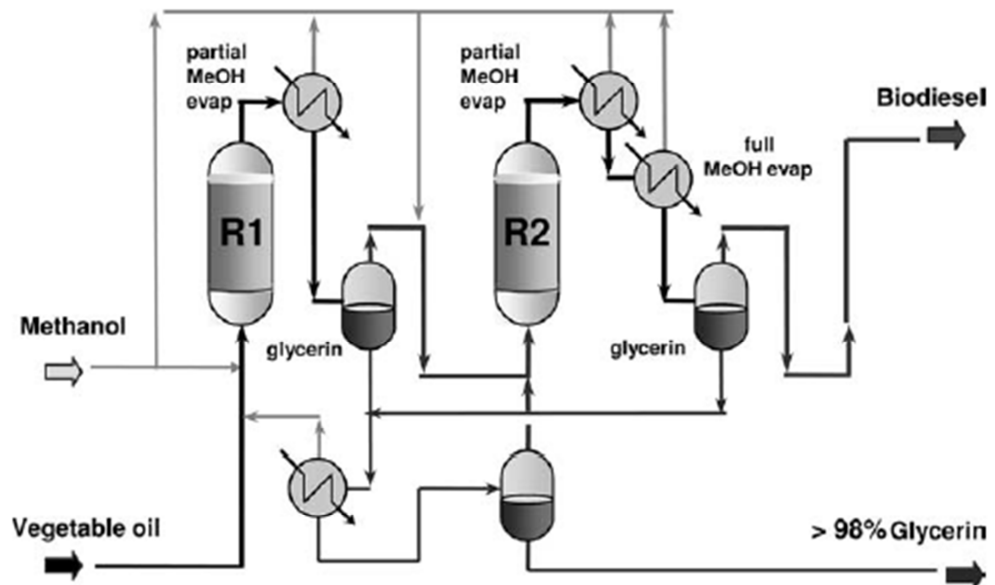 partial
MeOH
evap
partial
MeOH
evap
Biodiesel
full
MeOH evap
R1
R2
Methanol
glycerin
glycerin
Vegetable oil
> 98% Glycerin